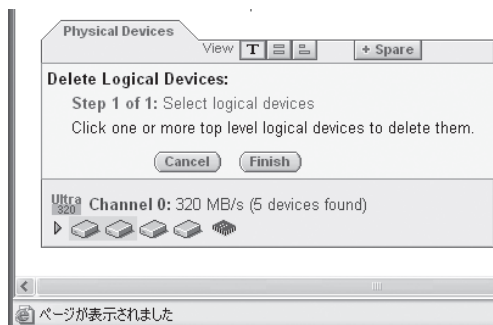 Physical Devices
View T + Spare
Delete Logical Devices:
Step 1 of 1: Select logical devices
Click one or more top level logical devices to delete them.
Cancel Finish
Ultra 320 Channel 0: 320 MB/s (5 devices found)
ページが表示されました